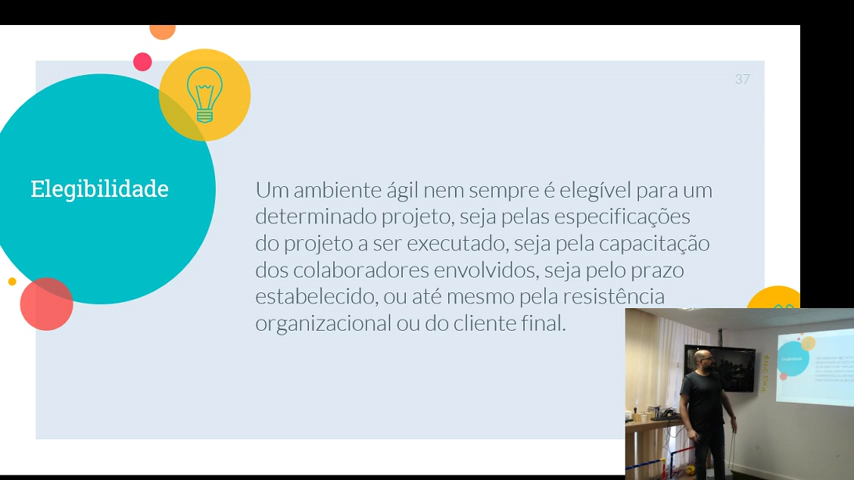 37
Elegibilidade
Um ambiente ágil nem sempre é elegível para um
determinado projeto, seja pelas especificações
do projeto a ser executado, seja pela capacitação
dos colaboradores envolvidos, seja pelo prazo
estabelecido, ou até mesmo pela resistência
organizacional ou do cliente final.